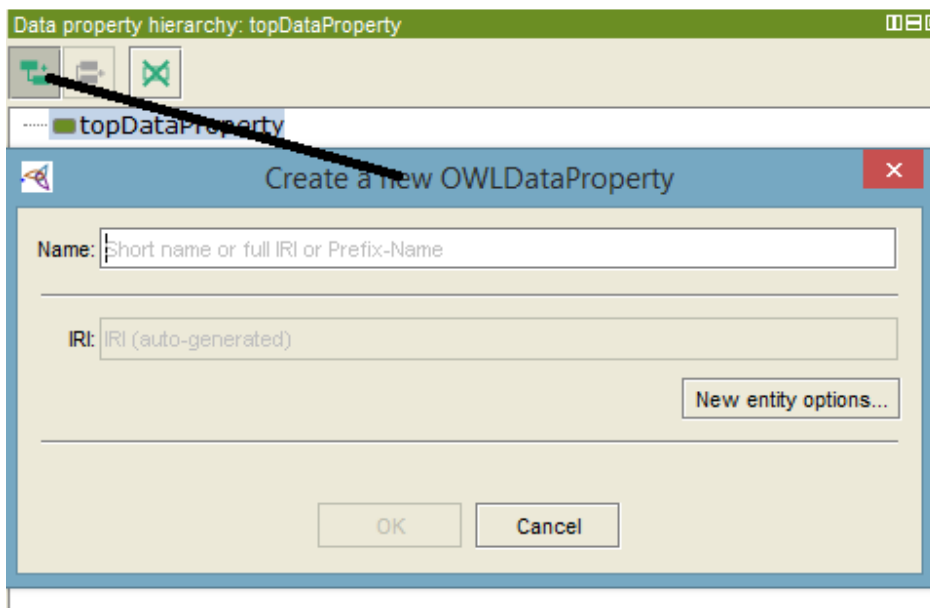 Data property hierarchy: topDataProperty
topDataProperty
Create a new OWLDataProperty
Name: Short name or full IRI or Prefix-Name
IRI: IRI (auto-generated)
New entity options...
OK Cancel